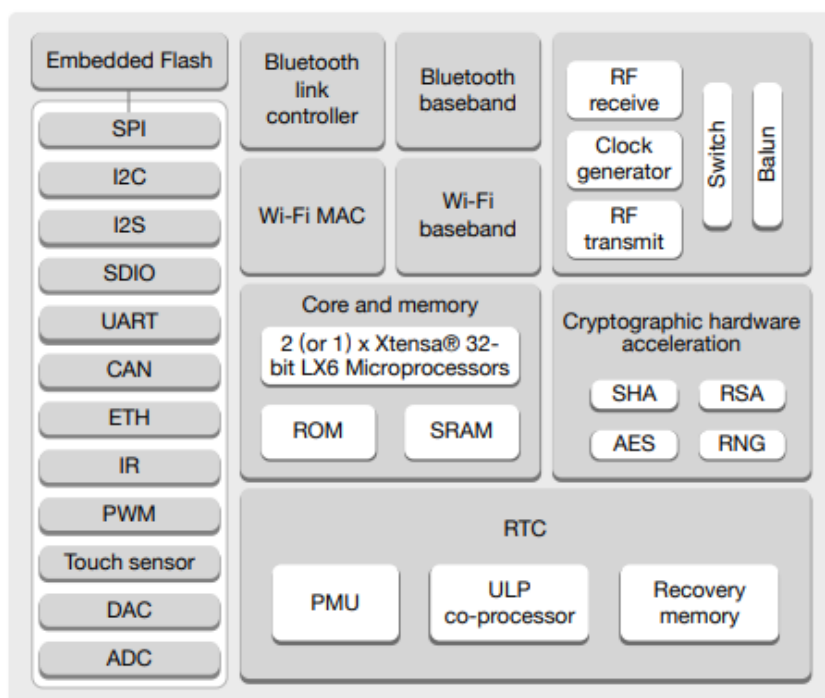 Embedded Flash
SPI
I2C
I2S
SDIO
UART
CAN
ETH
IR
PWM
Touch sensor
DAC
ADC
Bluetooth
link
controller
Bluetooth
baseband
Wi-Fi MAC
Wi-Fi
baseband
RF
receive
Clock
generator
RF
transmit
Switch
Balun
Core and memory
2 (or 1) x Xtensa® 32-
bit LX6 Microprocessors
ROM
SRAM
Cryptographic hardware
acceleration
SHA
RSA
AES
RNG
RTC
PMU
ULP
co-processor
Recovery
memory